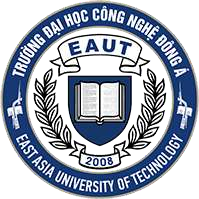 TRƯỜNG ĐẠI HỌC CÔNG NGHỆ ĐÔNG Á
EAUT
2008
EAST ASIA UNIVERSITY OF TECHNOLOGY